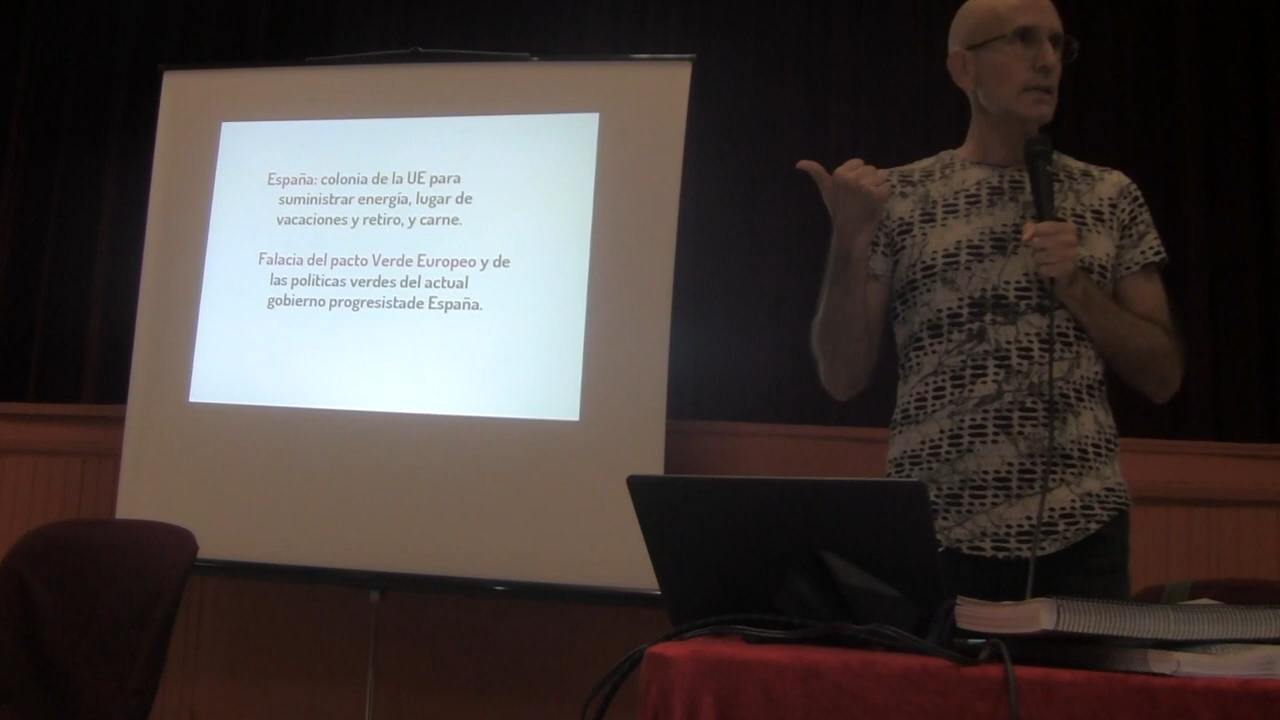 España: colonia de la UE para
suministrar energía, lugar de
vacaciones y retiro, y carne.
Falacia del pacto Verde Europeo y de
las políticas verdes del actual
gobierno progresistade España.